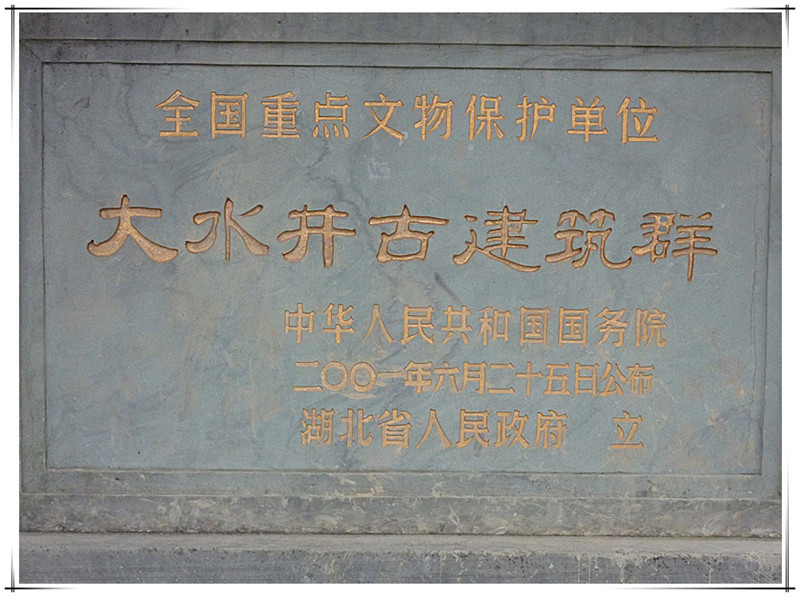 全国重点文物保护单位
大水井古建筑群
中华人民共和国国务院
二〇〇一年六月二十五日公布
湖北省人民政府 立